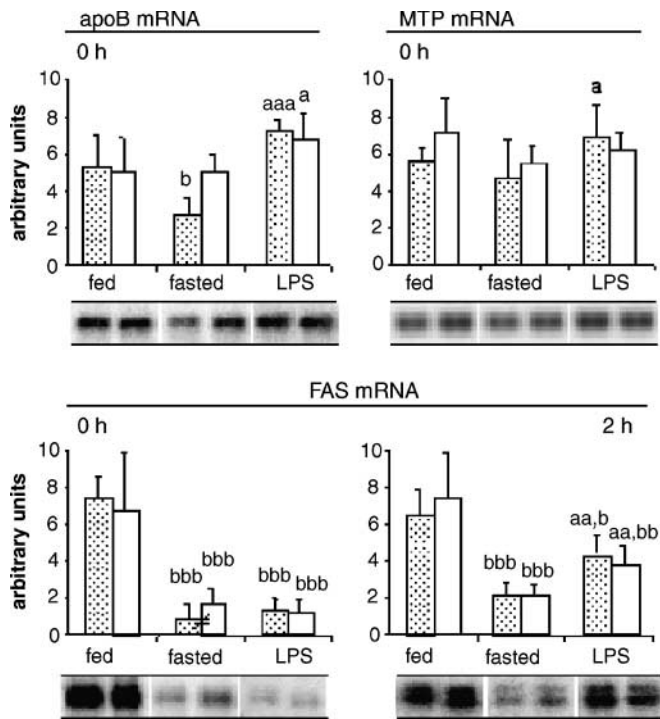 apoB mRNA
0 h
arbitrary units
10
8
6
4
2
0
aaa
a
b
fed
fasted
LPS
MTP mRNA
0 h
10
8
6
4
2
0
a
fed
fasted
LPS
FAS mRNA
0 h
arbitrary units
10
8
6
4
2
0
bbb
bbb
bbb
bbb
fed
fasted
LPS
2 h
10
8
6
4
2
0
bbb
bbb
aa,b
aa,bb
fed
fasted
LPS